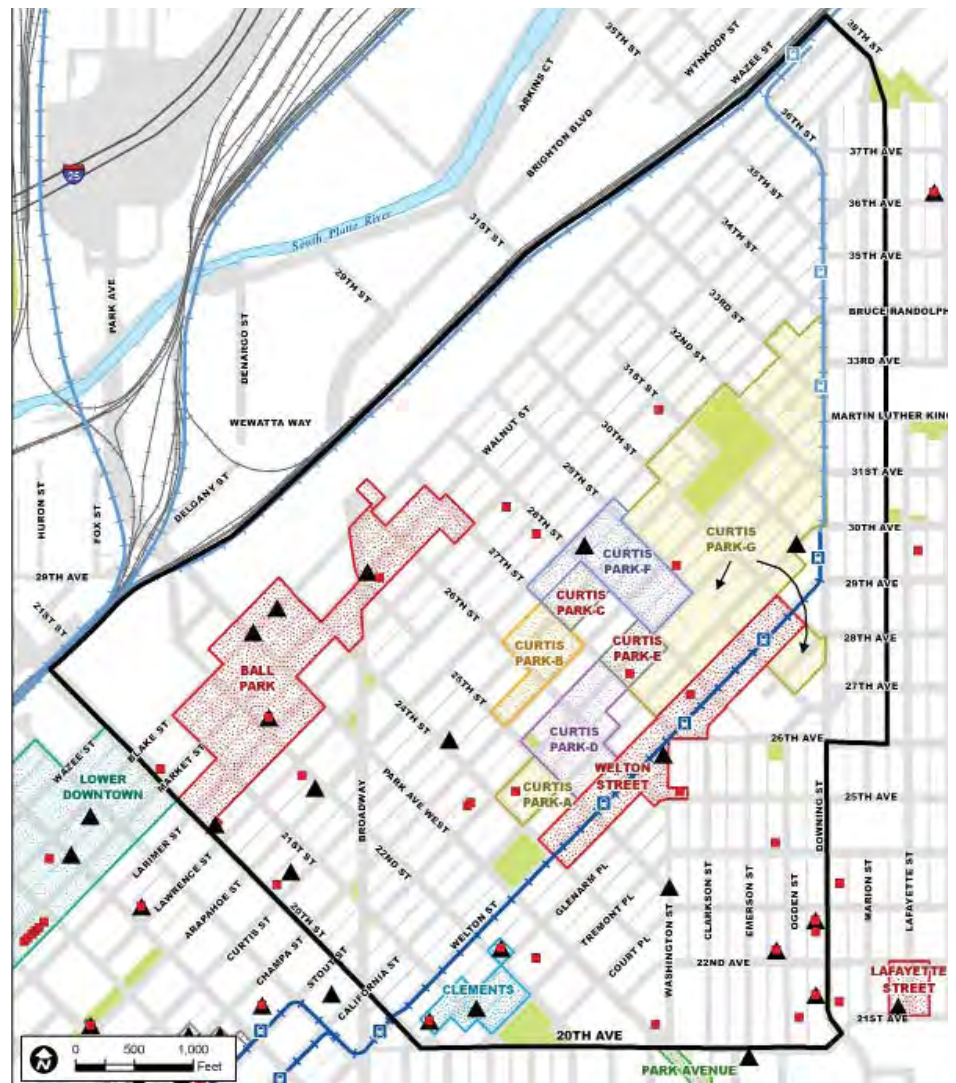 38TH ST
35TH ST
WYNKOOP ST
WAZEE ST
ARKINS CT
BRIGHTON BLVD
36TH ST
37TH AVE
25
35TH ST
36TH AVE
31ST ST
South Platte River
34TH ST
35TH AVE
29TH ST
PARK AVE
33RD ST
BRUCE RANDOLPH
DENARGO ST
32ND ST
33RD AVE
31ST ST
WEWATTA WAY
WALNUT ST
30TH ST
MARTIN LUTHER KING
31ST AVE
DELGANY ST
29TH ST
HURON ST
FOX ST
28TH ST
30TH AVE
CURTIS
PARK-G
CURTIS
PARK-F
27TH ST
29TH AVE
29TH AVE
CURTIS
PARK-C
26TH ST
21ST ST
28TH AVE
CURTIS
PARK-E
CURTIS
PARK-B
BALL
PARK
25TH ST
27TH AVE
24TH ST
CURTIS
PARK-D
26TH AVE
BLAKE ST
WAZEE ST
MARKET ST
LOWER
DOWNTOWN
WELTON
STREET
PARK AVE WEST
CURTIS
PARK-A
25TH AVE
BROADWAY
DOWNING ST
LARIMER ST
21ST ST
22ND ST
LAWRENCE ST
GLENARM PL
ARAPAHOE ST
20TH ST
WELTON ST
TREMONT PL
WASHINGTON ST
CLARKSON ST
EMERSON ST
OGDEN ST
MARION ST
LAFAYETTE ST
CURTIS ST
COURT PL
CHAMPA ST
STOUT ST
22ND AVE
CALIFORNIA ST
LAFAYETTE
STREET
CLEMENTS
21ST AVE
20TH AVE
N
0 500 1,000
Feet
PARK AVENUE